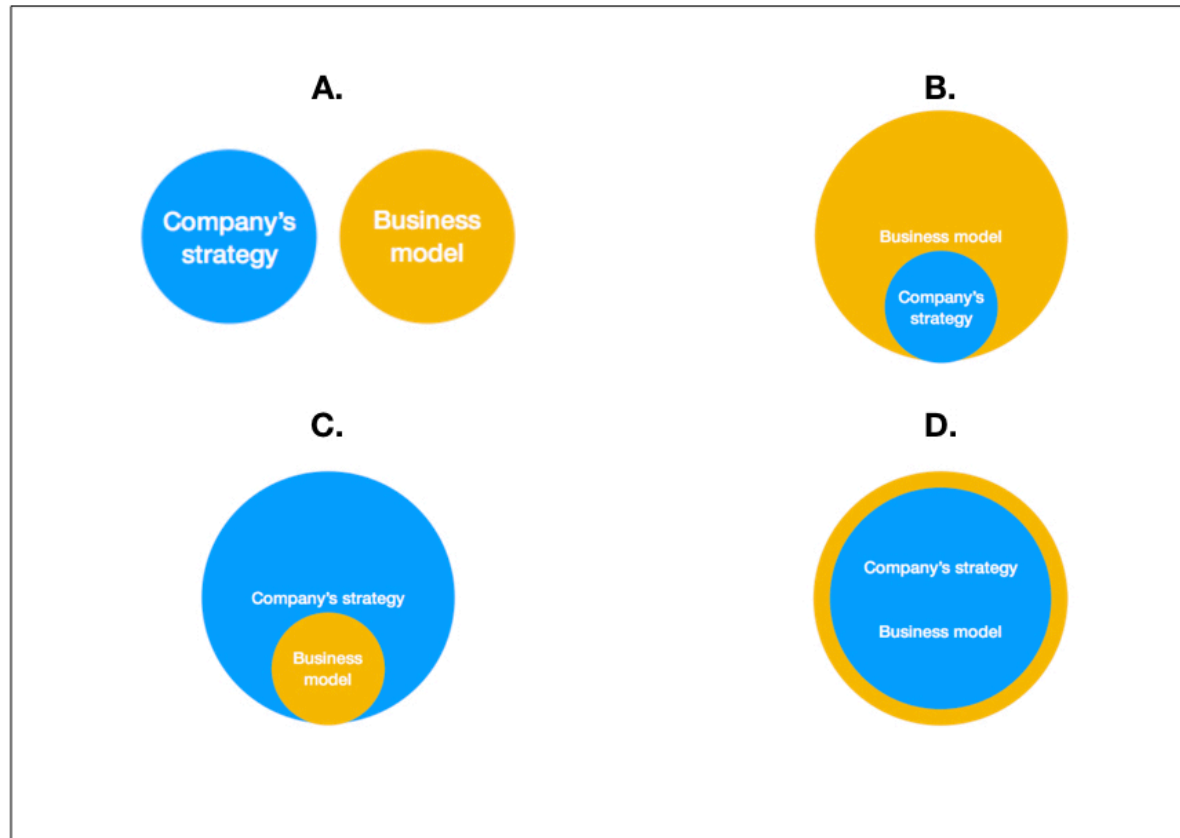 A.
Company's
strategy
Business
model
B.
Business model
Company's
strategy
C.
Company's strategy
Business
model
D.
Company's strategy
Business model